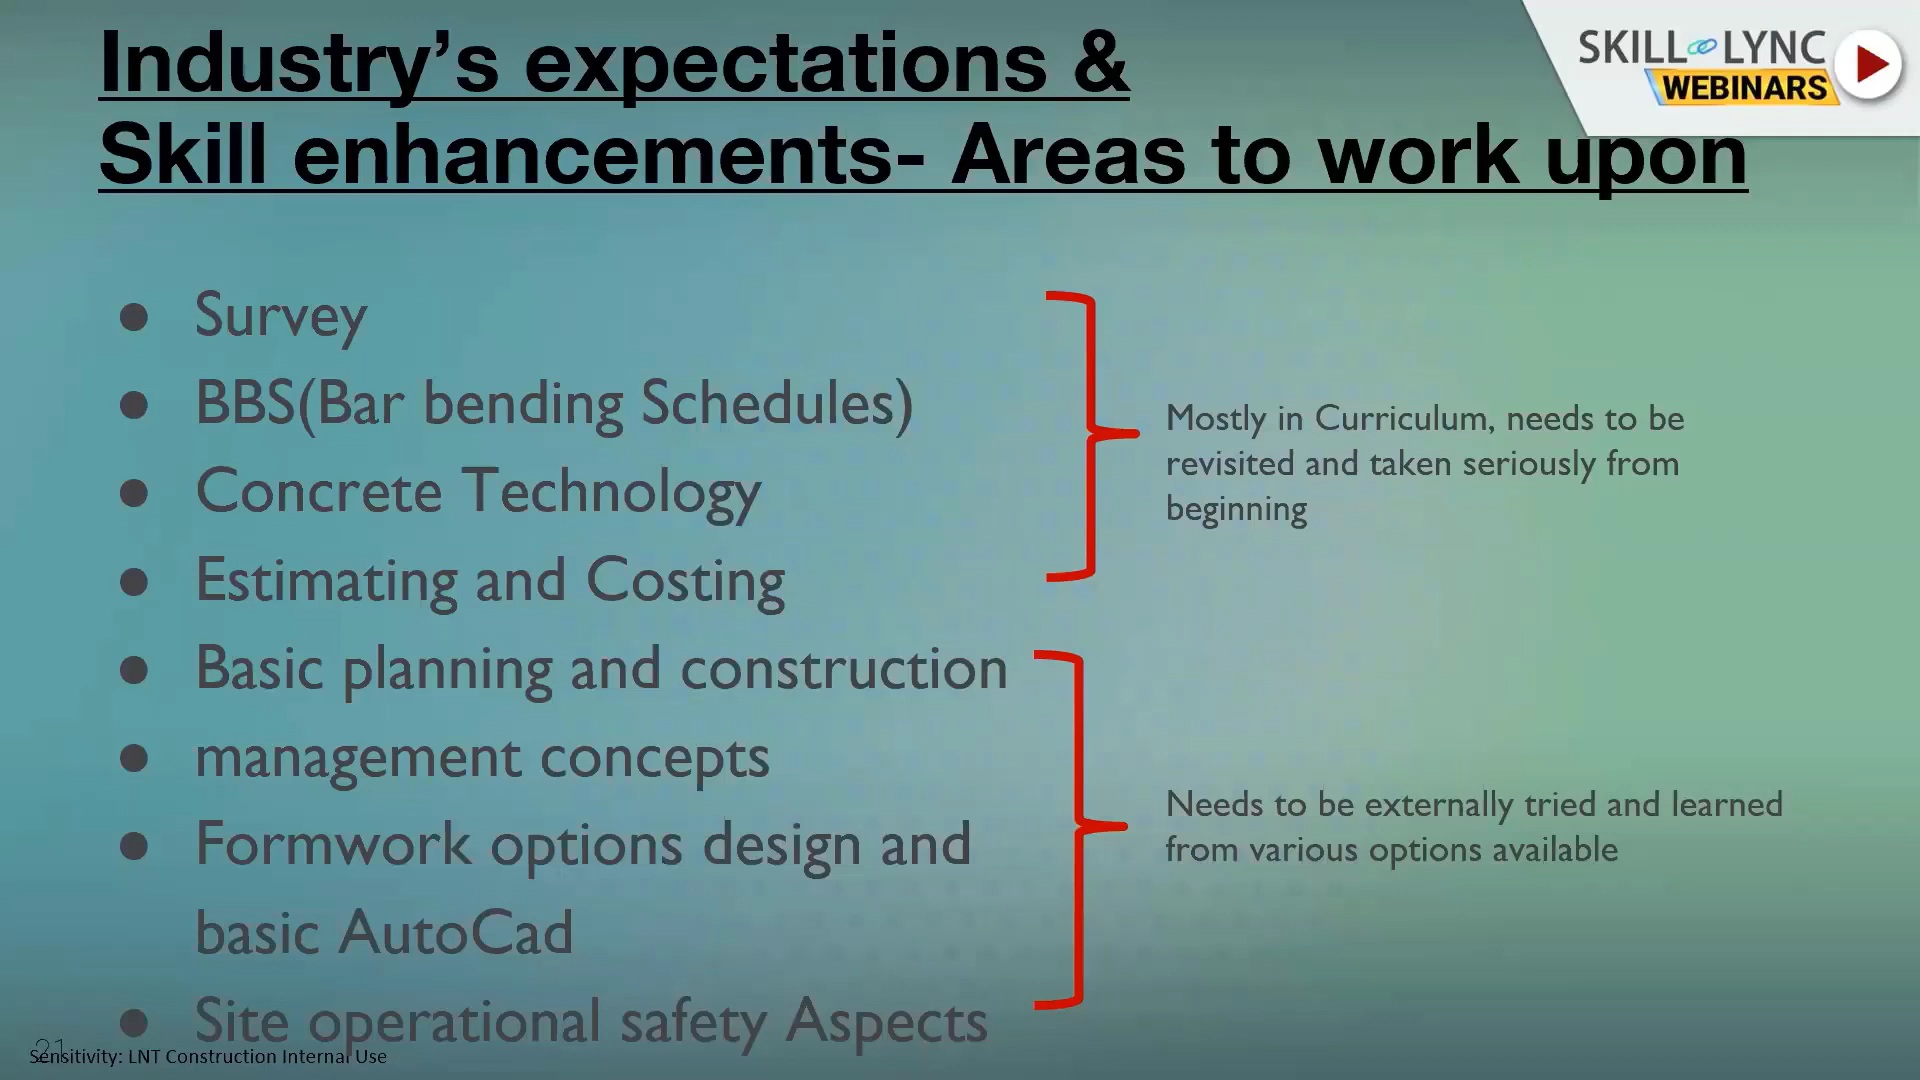 Industry’s expectations &
Skill enhancements- Areas to work upon
SKILL LYNC
WEBINARS
● Survey
● BBS(Bar bending Schedules)
● Concrete Technology
● Estimating and Costing
● Basic planning and construction
● management concepts
● Formwork options design and
basic AutoCad
● Site operational safety Aspects
Mostly in Curriculum, needs to be
revisited and taken seriously from
beginning
Needs to be externally tried and learned
from various options available
21
Sensitivity: LNT Construction Internal Use